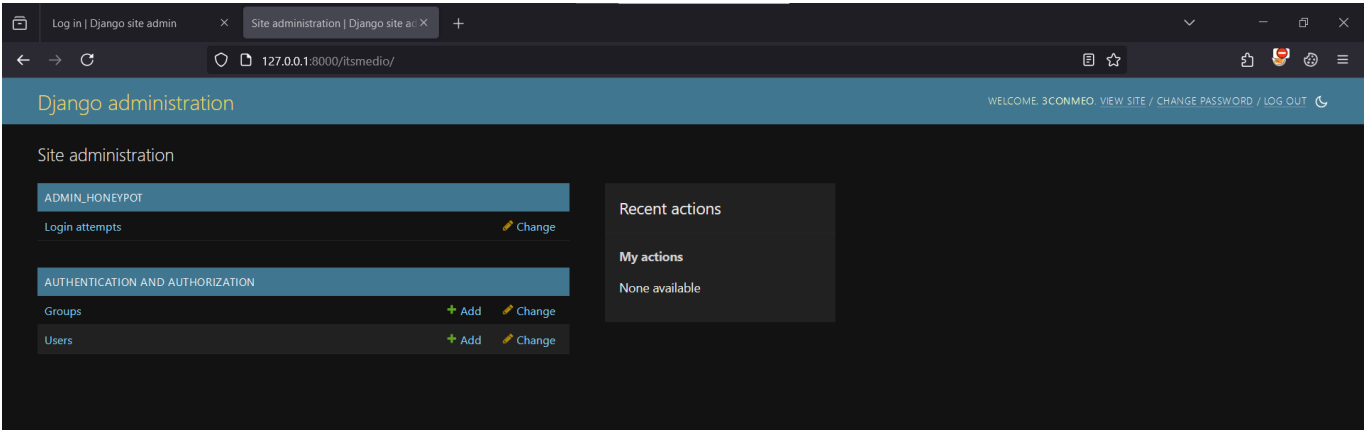 Log in | Django site admin
Site administration | Django site ad
127.0.0.1:8000/itsmedio/
Django administration
WELCOME, 3CONMEO. VIEW SITE / CHANGE PASSWORD / LOG OUT
Site administration
ADMIN_HONEYPOT
Login attempts Change
AUTHENTICATION AND AUTHORIZATION
Groups Add Change
Users Add Change
Recent actions
My actions
None available